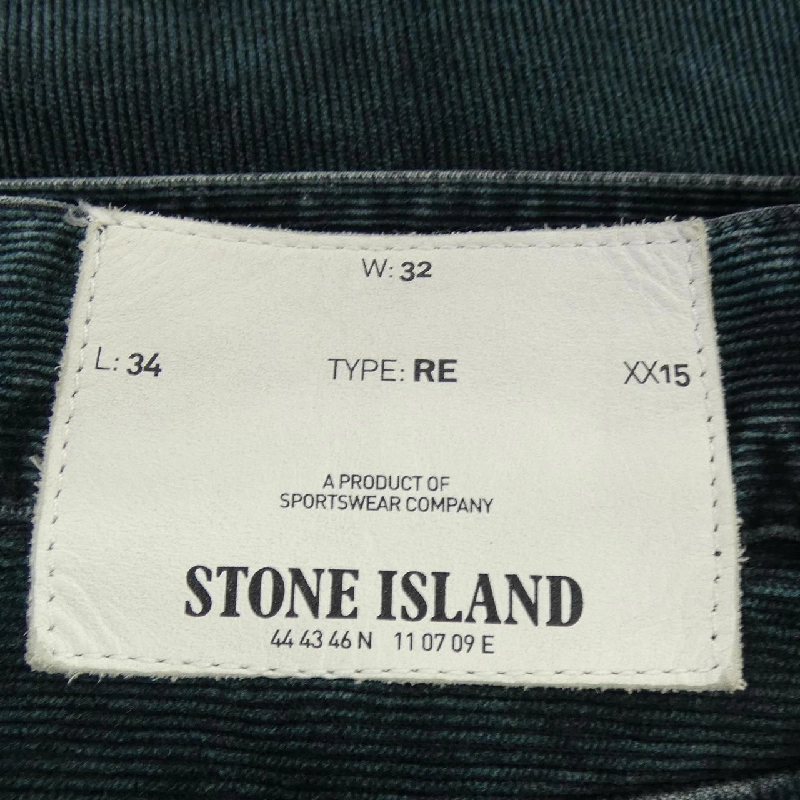 W: 32
L: 34 TYPE: RE XX15
A PRODUCT OF
SPORTSWEAR COMPANY
STONE ISLAND
44 43 46 N 11 07 09 E